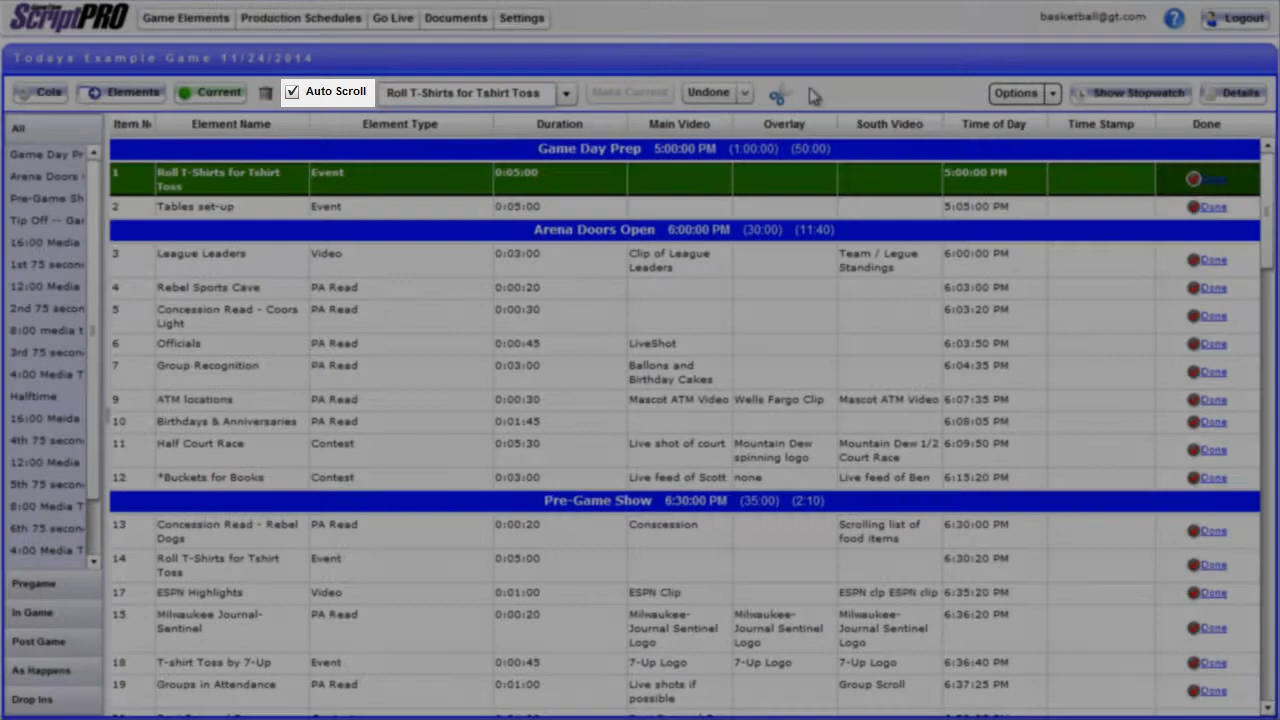 ScriptPRO Game Elements Production Schedules Go Live Documents Settings basketball@gt.com ? Logout
Todays Example Game 11/24/2014
Cols Elements Current Auto Scroll Roll T-Shirts for Tshirt Toss Make Current Undone Options Show Stopwatch Details
All
Game Day Pr
Arena Doors
Pre-Game Sh
Tip Off -- Gar
16:00 Media
1st 75 secon
12:00 Media
2nd 75 secon
8:00 media t
3rd 75 secon
4:00 Media T
Halftime
16:00 Meida
4th 75 secon
12:00 Media
5th 75 secon
8:00 Media T
6th 75 secon
4:00 Media T
Pregame
In Game
Post Game
As Happens
Drop Ins
Item N Element Name Element Type Duration Main Video Overlay South Video Time of Day Time Stamp Done
Game Day Prep 5:00:00 PM (1:00:00) (50:00)
1 Roll T-Shirts for Tshirt Event 0:05:00 5:00:00 PM Done
Toss
2 Tables set-up Event 0:05:00 5:05:00 PM Done
Arena Doors Open 6:00:00 PM (30:00) (11:40)
3 League Leaders Video 0:03:00 Clip of League Team / Legue 6:00:00 PM Done
Leaders Standings
4 Rebel Sports Cave PA Read 0:00:20 6:03:00 PM Done
5 Concession Read - Coors PA Read 0:00:30 6:03:20 PM Done
Light
6 Officials PA Read 0:00:45 LiveShot 6:03:50 PM Done
7 Group Recognition PA Read 0:03:00 Ballons and 6:04:35 PM Done
Birthday Cakes
9 ATM locations PA Read 0:00:30 Mascot ATM Video Wells Fargo Clip Mascot ATM Video 6:07:35 PM Done
10 Birthdays & Anniversaries PA Read 0:01:45 6:08:05 PM Done
11 Half Court Race Contest 0:05:30 Live shot of court Mountain Dew Mountain Dew 1/2 6:09:50 PM Done
spinning logo Court Race
12 *Buckets for Books Contest 0:03:00 Live feed of Scott none Live feed of Ben 6:15:20 PM Done
Pre-Game Show 6:30:00 PM (35:00) (2:10)
13 Concession Read - Rebel PA Read 0:00:20 Conscession Scrolling list of 6:30:00 PM Done
Dogs food items
14 Roll T-Shirts for Tshirt Event 0:05:00 6:30:20 PM Done
Toss
17 ESPN Highlights Video 0:01:00 ESPN Clip ESPN clp ESPN clip 6:35:20 PM Done
15 Milwaukee Journal- PA Read 0:00:20 Milwaukee- Milwaukee- Milwaukee- 6:36:20 PM Done
Sentinel Journal Sentinel Journal Sentinel Journal Sentinel
Logo Logo Logo
18 T-shirt Toss by 7-Up Event 0:00:45 7-Up Logo 7-Up Logo 7-Up Logo 6:36:40 PM Done
19 Groups in Attendance PA Read 0:01:00 Live shots if Group Scroll 6:37:25 PM Done
possible